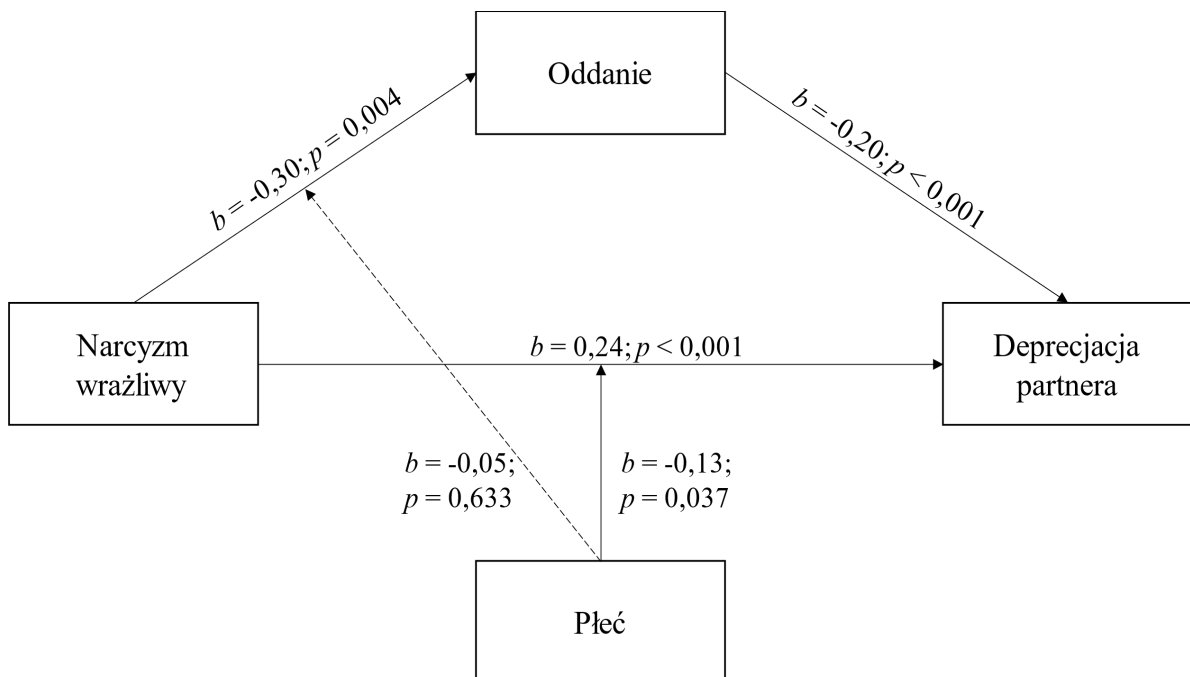 Oddanie
b = -0,30; p = 0,004
b = -0,20; p < 0,001
Narcyzm
wrażliwy
b = 0,24; p < 0,001
Deprecjacja
partnera
b = -0,05;
p = 0,633
b = -0,13;
p = 0,037
Płeć